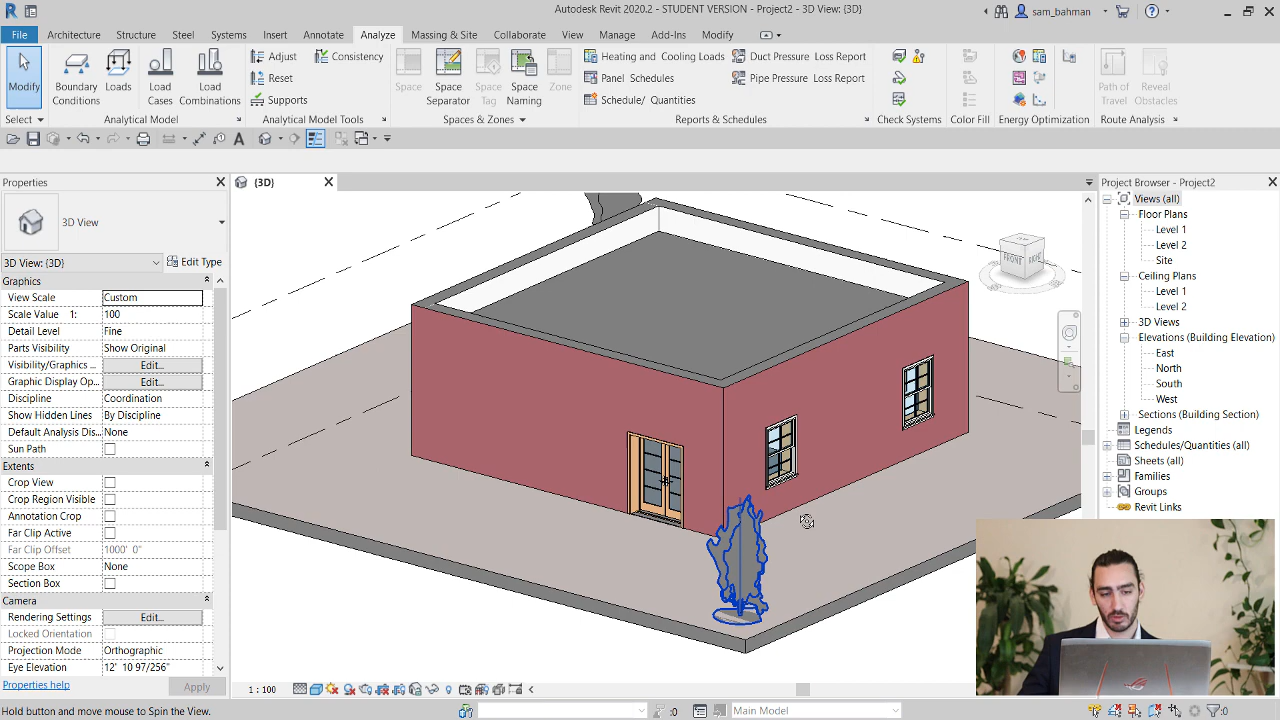 Autodesk Revit 2020.2 - STUDENT VERSION - Project2 - 3D View: {3D}
sam_bahman
File
Architecture
Structure
Steel
Systems
Insert
Annotate
Analyze
Massing & Site
Collaborate
View
Manage
Add-Ins
Modify
Modify
Boundary
Conditions
Loads
Load
Cases
Load
Combinations
Adjust
Reset
Supports
Consistency
Space
Space
Separator
Space
Tag
Space
Naming
Zone
Heating and Cooling Loads
Panel Schedules
Schedule/ Quantities
Duct Pressure Loss Report
Pipe Pressure Loss Report
Path of
Travel
Reveal
Obstacles
Select
Analytical Model
Analytical Model Tools
Spaces & Zones
Reports & Schedules
Check Systems
Color Fill
Energy Optimization
Route Analysis
Properties
3D View
3D View: {3D}
Edit Type
Graphics
View Scale Custom
Scale Value 1: 100
Detail Level Fine
Parts Visibility Show Original
Visibility/Graphics ... Edit...
Graphic Display Op... Edit...
Discipline Coordination
Show Hidden Lines By Discipline
Default Analysis Dis... None
Sun Path
Extents
Crop View
Crop Region Visible
Annotation Crop
Far Clip Active
Far Clip Offset 1000' 0"
Scope Box None
Section Box
Camera
Rendering Settings Edit...
Locked Orientation
Projection Mode Orthographic
Eye Elevation 12' 10 97/256"
Properties help
Apply
{3D}
FRONT
RIGHT
1 : 100
Project Browser - Project2
Views (all)
Floor Plans
Level 1
Level 2
Site
Ceiling Plans
Level 1
Level 2
3D Views
Elevations (Building Elevation)
East
North
South
West
Sections (Building Section)
Legends
Schedules/Quantities (all)
Sheets (all)
Families
Groups
Revit Links
Hold button and move mouse to Spin the View.
:0
Main Model
:0